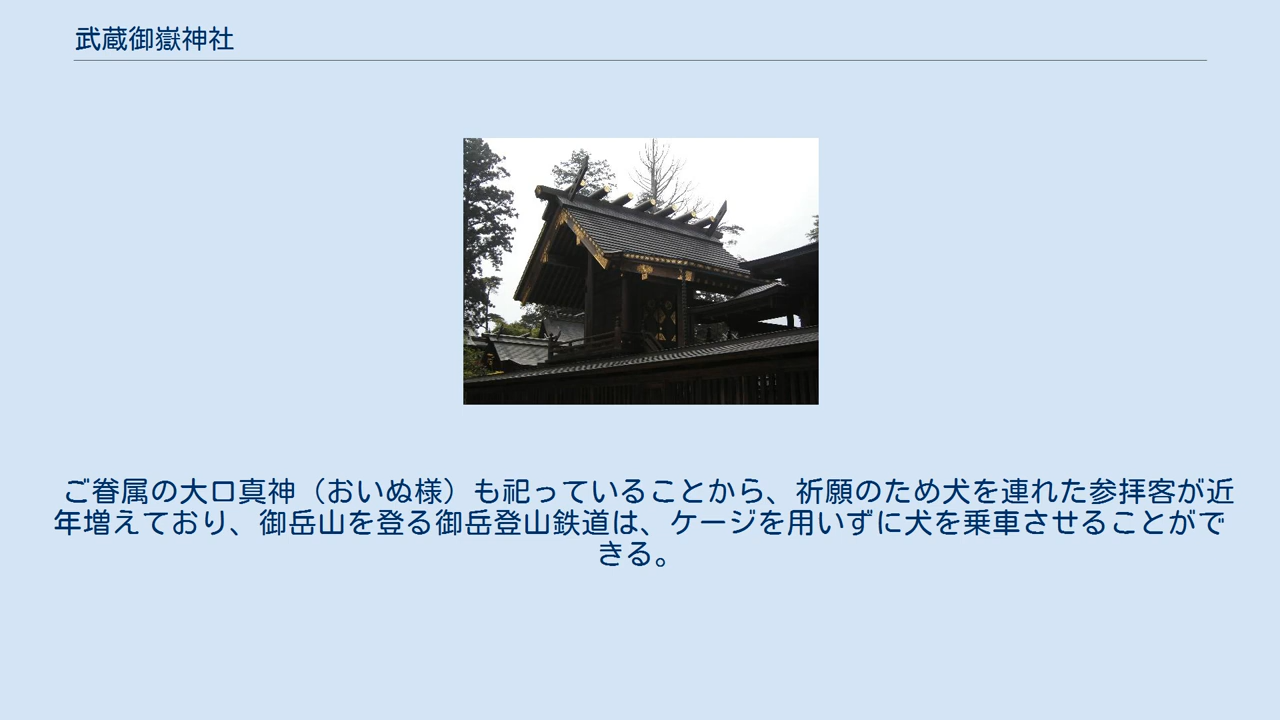 武蔵御嶽神社
ご眷属の大口真神（おいぬ様）も祀っていることから、祈願のため犬を連れた参拝客が近
年増えており、御岳山を登る御岳登山鉄道は、ケージを用いずに犬を乗車させることがで
きる。